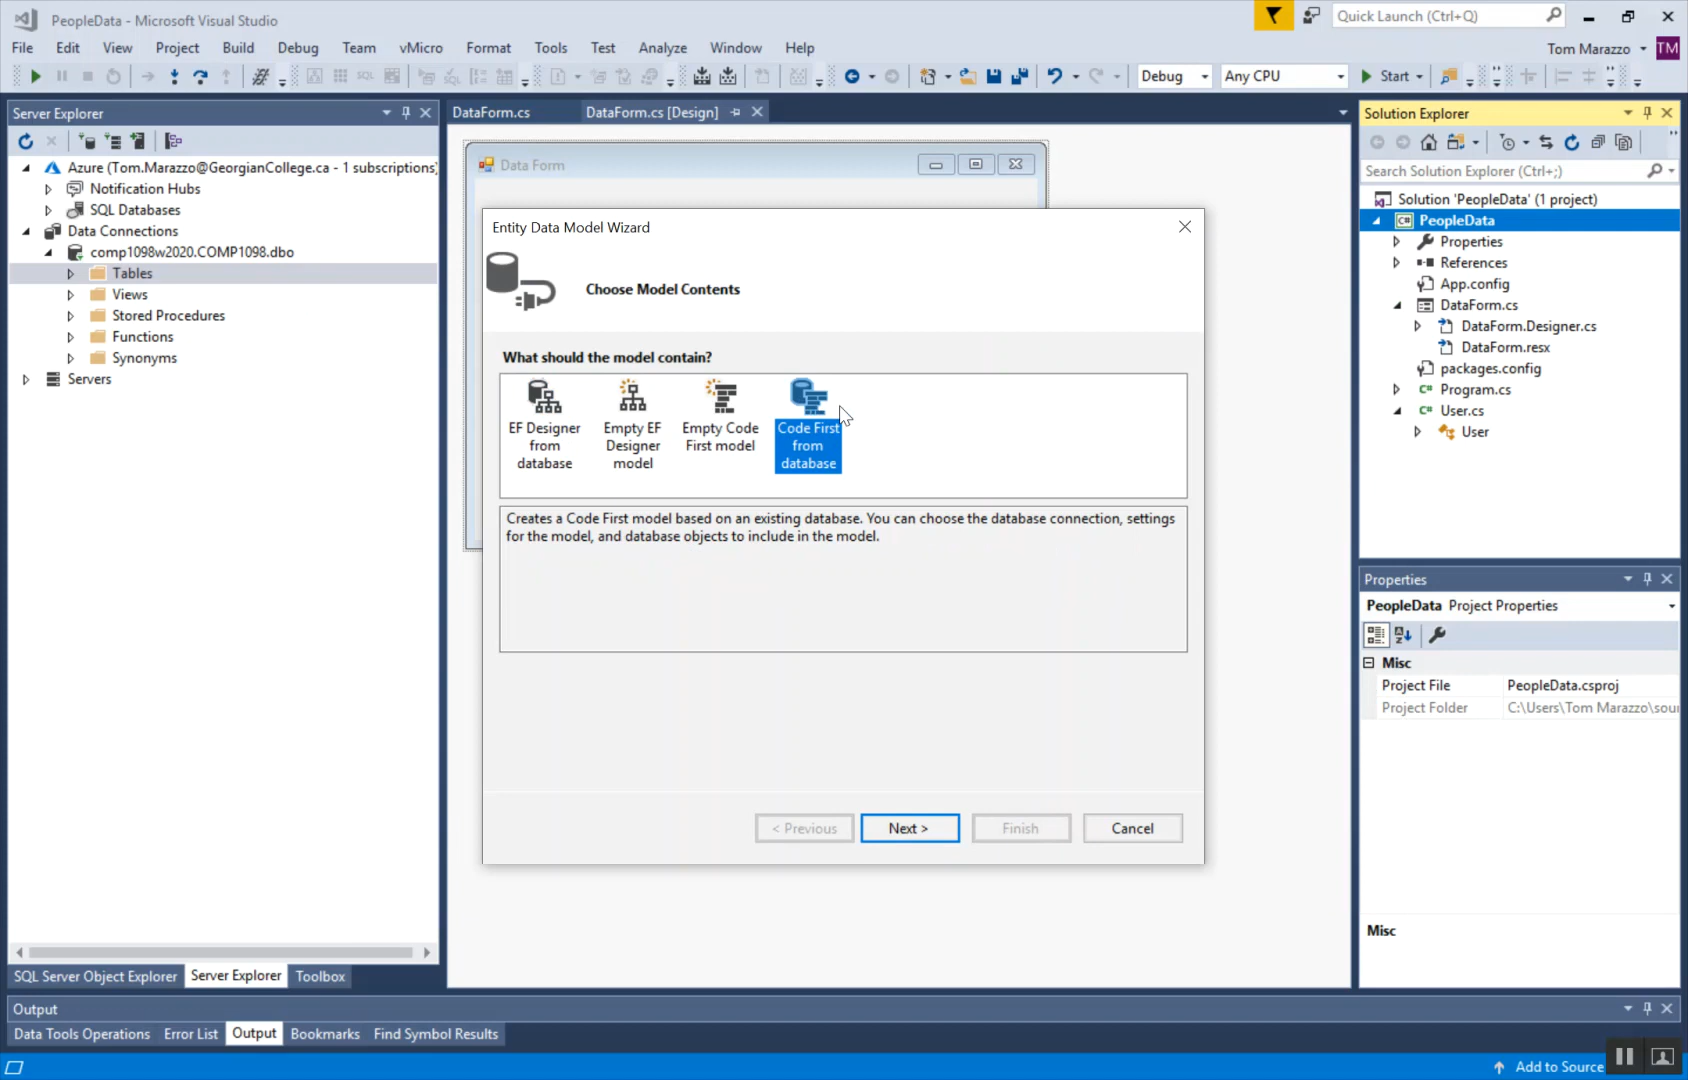 PeopleData - Microsoft Visual Studio
Quick Launch (Ctrl+Q)
File Edit View Project Build Debug Team vMicro Format Tools Test Analyze Window Help
Tom Marazzo TM
Debug Any CPU Start
Server Explorer
Azure (Tom.Marazzo@GeorgianCollege.ca - 1 subscriptions)
Notification Hubs
SQL Databases
Data Connections
comp1098w2020.COMP1098.dbo
Tables
Views
Stored Procedures
Functions
Synonyms
Servers
SQL Server Object Explorer Server Explorer Toolbox
DataForm.cs DataForm.cs [Design]
Data Form
Entity Data Model Wizard
Choose Model Contents
What should the model contain?
EF Designer from database
Empty EF Designer model
Empty Code First model
Code First from database
Creates a Code First model based on an existing database. You can choose the database connection, settings
for the model, and database objects to include in the model.
< Previous Next > Finish Cancel
Solution Explorer
Search Solution Explorer (Ctrl+;)
Solution 'PeopleData' (1 project)
C# PeopleData
Properties
References
App.config
DataForm.cs
DataForm.Designer.cs
DataForm.resx
packages.config
C# Program.cs
C# User.cs
User
Properties
PeopleData Project Properties
Misc
Project File PeopleData.csproj
Project Folder C:\Users\Tom Marazzo\sour
Misc
Output
Data Tools Operations Error List Output Bookmarks Find Symbol Results
Add to Source